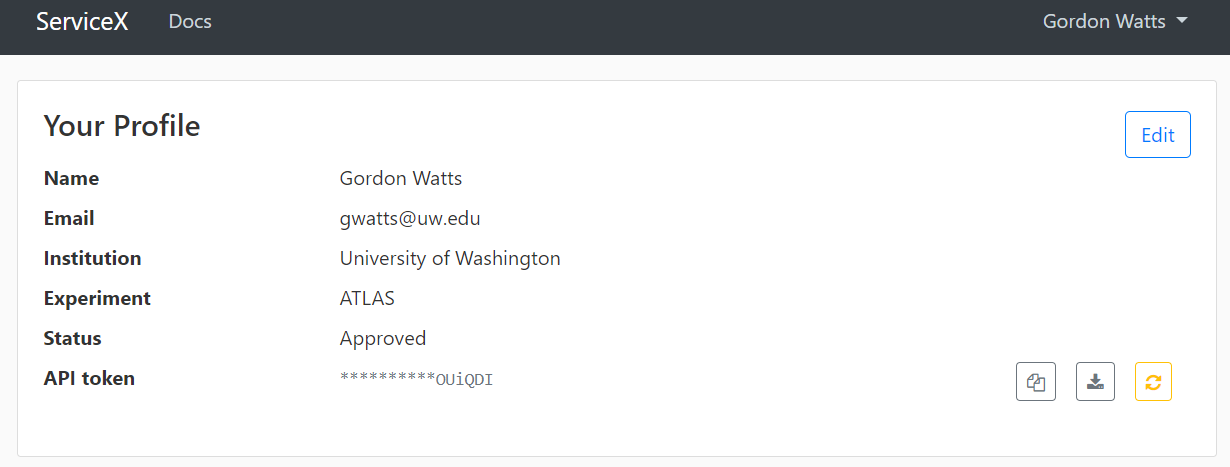 ServiceX Docs Gordon Watts
Your Profile
Edit
Name Gordon Watts
Email gwatts@uw.edu
Institution University of Washington
Experiment ATLAS
Status Approved
API token **********OUiQDI